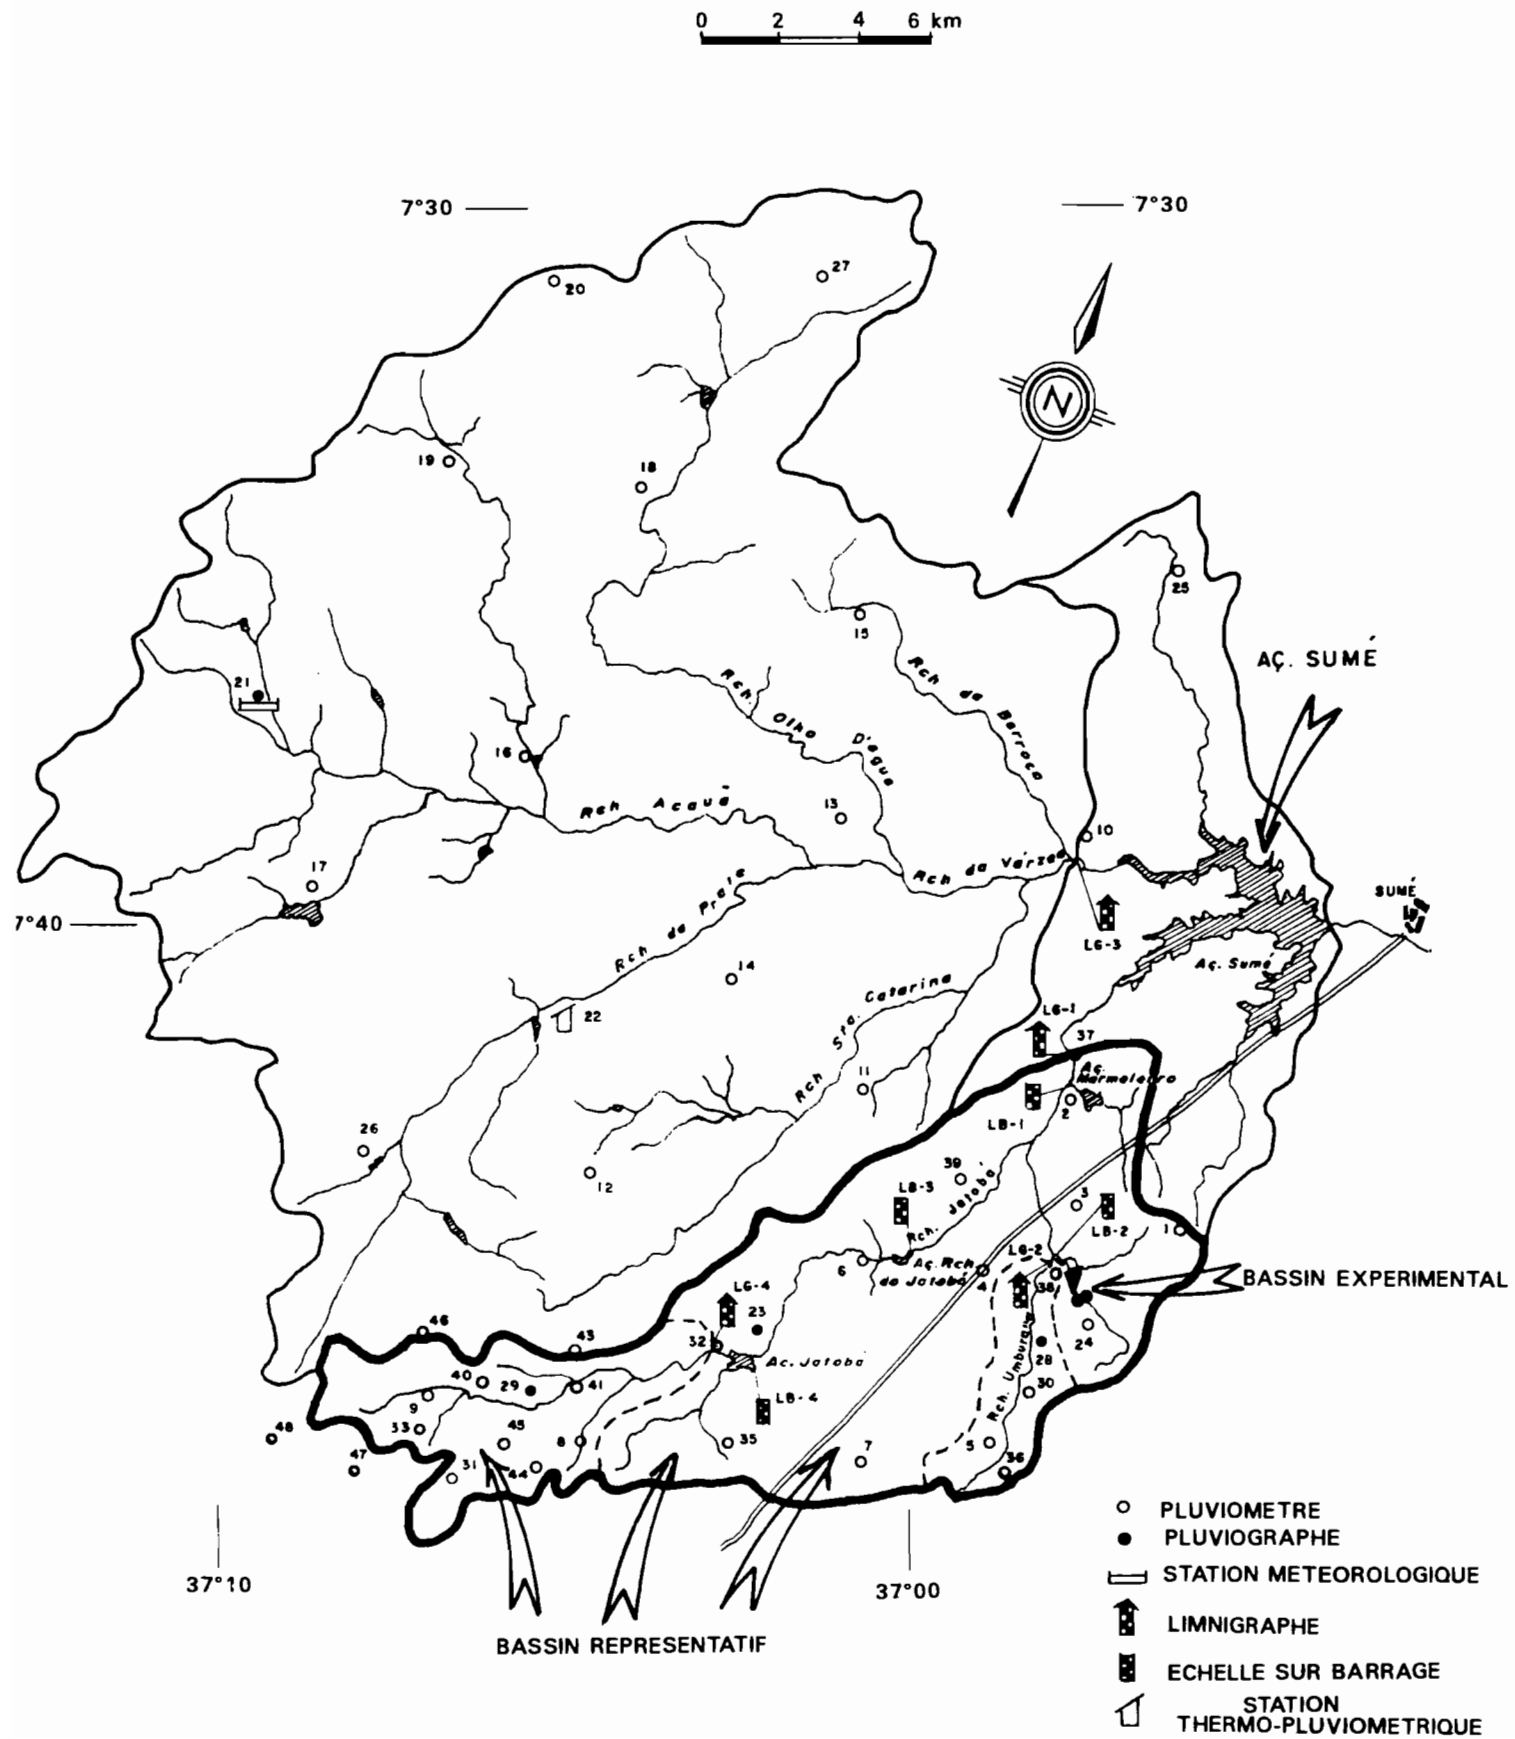 0 2 4 6 km
7°30
7°30
27
20
19
18
25
15
AÇ. SUMÉ
21
Rch da Barroca
Rch Olho D'agua
16
Rch Acauã
13
10
17
Rch da Várzea
SUMÉ
Rch da Prata
7°40
LG-3
14
Aç. Sumé
Rch Sta. Catarina
22
LG-1
37
11
Aç. Marmeleiro
2
LB-1
26
12
39
LB-3
3
Rch. Jatobá
LB-2
1
6
Aç. Rch. de Jatobá
4
LG-2
38
BASSIN EXPERIMENTAL
LG-4
23
46
43
32
24
28
Ac. Jatobá
40
29
41
Rch. Umburana
30
9
LB-4
33
45
8
35
5
48
7
47
31
44
36
PLUVIOMETRE
PLUVIOGRAPHE
37°10
37°00
STATION METEOROLOGIQUE
LIMNIGRAPHE
BASSIN REPRESENTATIF
ECHELLE SUR BARRAGE
STATION
THERMO-PLUVIOMETRIQUE